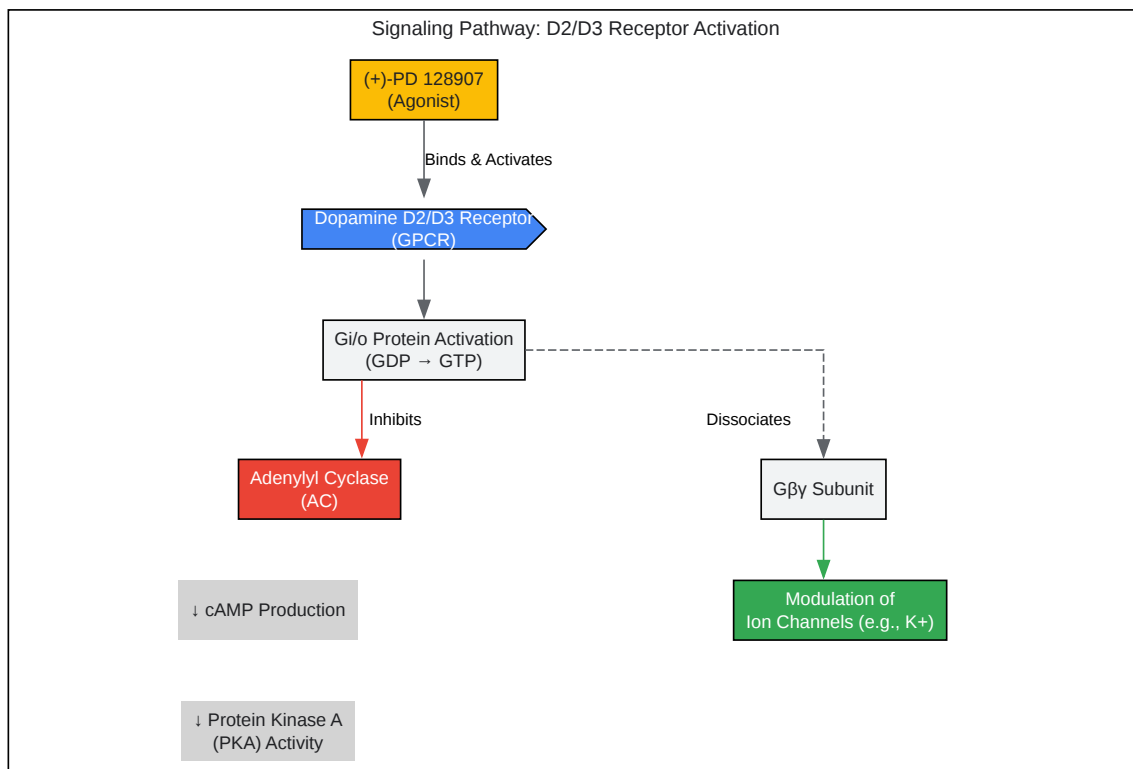 Signaling Pathway: D2/D3 Receptor Activation
(+)-PD 128907
(Agonist)
Binds & Activates
Dopamine D2/D3 Receptor
(GPCR)
Gi/o Protein Activation
(GDP → GTP)
Inhibits
Dissociates
Adenylyl Cyclase
(AC)
Gβγ Subunit
↓ cAMP Production
Modulation of
Ion Channels (e.g., K+)
↓ Protein Kinase A
(PKA) Activity